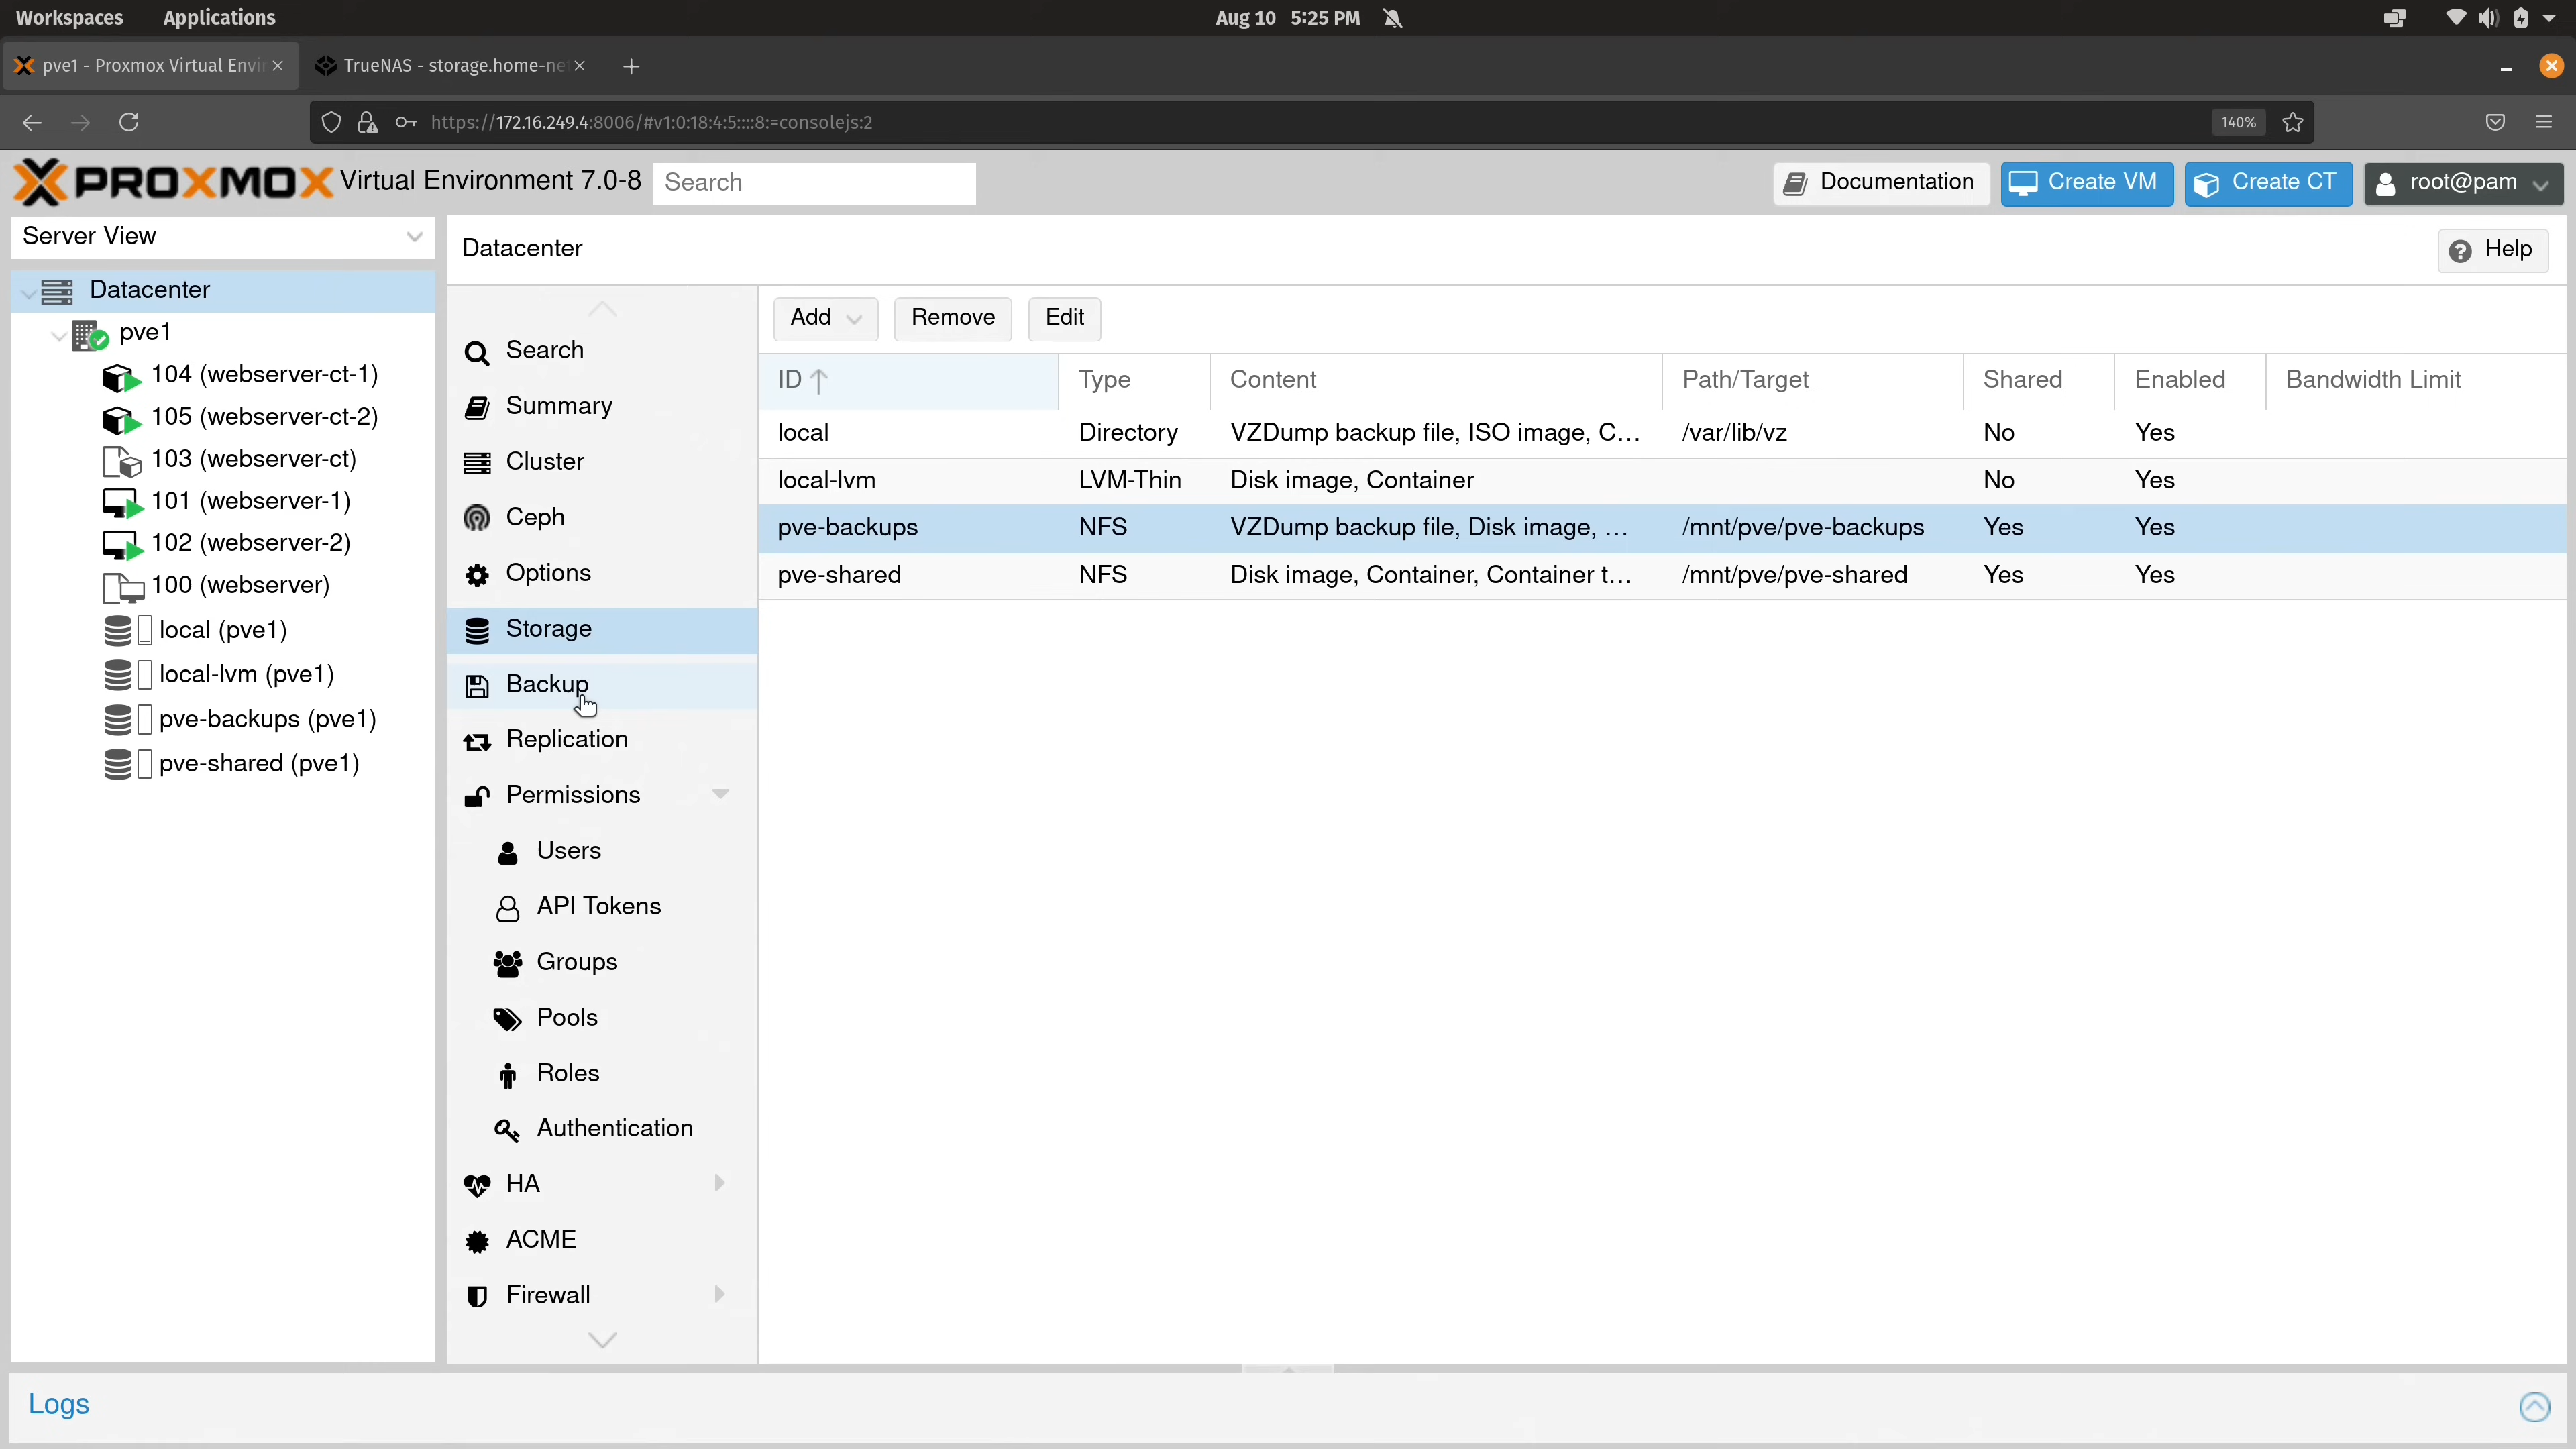 Workspaces Applications Aug 10 5:25 PM
pve1 - Proxmox Virtual Envir TrueNAS - storage.home-ne
https://172.16.249.4:8006/#v1:0:18:4:5::::8:=consolejs:2 140%
PROXMOX Virtual Environment 7.0-8 Search Documentation Create VM Create CT root@pam
Server View
Datacenter
pve1
104 (webserver-ct-1)
105 (webserver-ct-2)
103 (webserver-ct)
101 (webserver-1)
102 (webserver-2)
100 (webserver)
local (pve1)
local-lvm (pve1)
pve-backups (pve1)
pve-shared (pve1)
Datacenter Help
Search
Summary
Cluster
Ceph
Options
Storage
Backup
Replication
Permissions
Users
API Tokens
Groups
Pools
Roles
Authentication
HA
ACME
Firewall
Add Remove Edit
ID Type Content Path/Target Shared Enabled Bandwidth Limit
local Directory VZDump backup file, ISO image, C... /var/lib/vz No Yes
local-lvm LVM-Thin Disk image, Container No Yes
pve-backups NFS VZDump backup file, Disk image, ... /mnt/pve/pve-backups Yes Yes
pve-shared NFS Disk image, Container, Container t... /mnt/pve/pve-shared Yes Yes
Logs